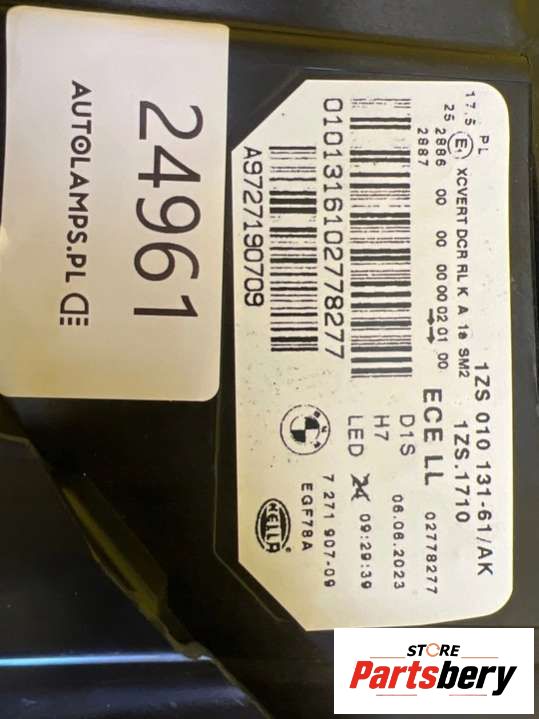 24961
AUTOLAMPS.PL
1ZS 010 131-61/AK
1ZS.1710
PL
17,5 E1 XCVERT DCR RL K A 1a SM2
25 2886 00 00 00 02 01 00
2887
ECE LL 02778277
D1S 06.06.2023
H7
LED 24 09:29:39
0101316102778277
7 271 907-09
A9727190709
EGF78A
HELLA
STORE
Partsbery